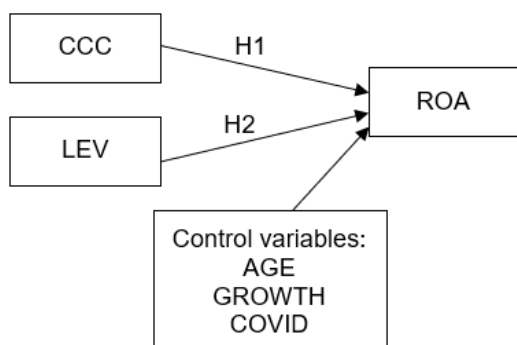 CCC
H1
ROA
H2
LEV
Control variables:
AGE
GROWTH
COVID